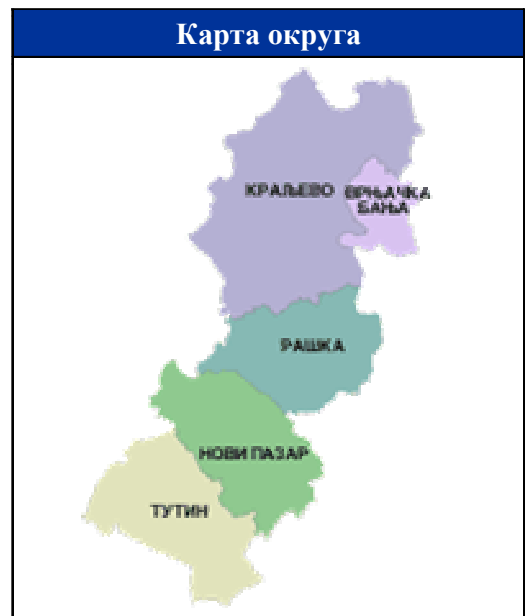 Карта округа
КРАЉЕВО
ВРЊАЧКА
БАЊА
РАШКА
НОВИ ПАЗАР
ТУТИН